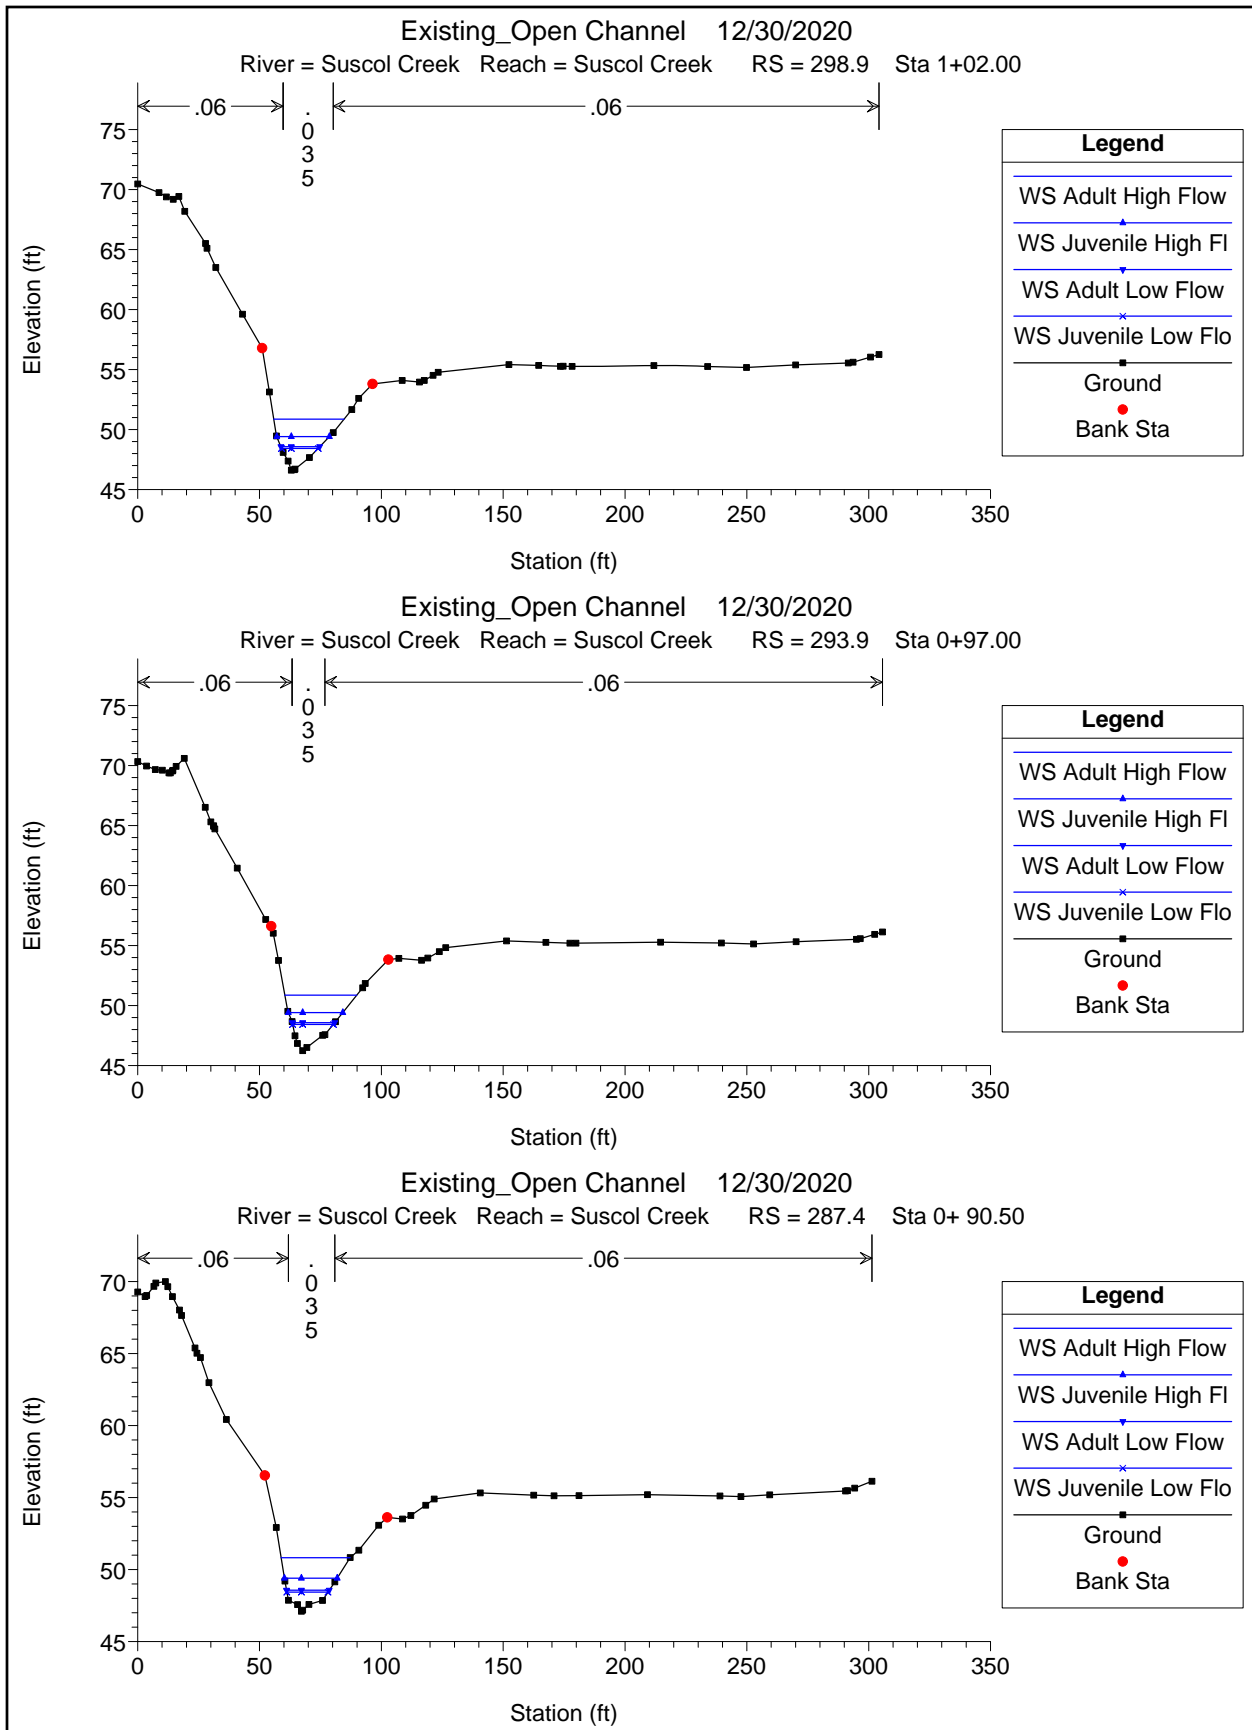 Existing_Open Channel 12/30/2020
River = Suscol Creek Reach = Suscol Creek RS = 298.9 Sta 1+02.00
.06
.035
.06
75
70
65
60
55
50
45
Elevation (ft)
0 50 100 150 200 250 300 350
Station (ft)
Legend
WS Adult High Flow
WS Juvenile High Fl
WS Adult Low Flow
WS Juvenile Low Flo
Ground
Bank Sta
Existing_Open Channel 12/30/2020
River = Suscol Creek Reach = Suscol Creek RS = 293.9 Sta 0+97.00
.06
.035
.06
75
70
65
60
55
50
45
Elevation (ft)
0 50 100 150 200 250 300 350
Station (ft)
Legend
WS Adult High Flow
WS Juvenile High Fl
WS Adult Low Flow
WS Juvenile Low Flo
Ground
Bank Sta
Existing_Open Channel 12/30/2020
River = Suscol Creek Reach = Suscol Creek RS = 287.4 Sta 0+ 90.50
.06
.035
.06
70
65
60
55
50
45
Elevation (ft)
0 50 100 150 200 250 300 350
Station (ft)
Legend
WS Adult High Flow
WS Juvenile High Fl
WS Adult Low Flow
WS Juvenile Low Flo
Ground
Bank Sta